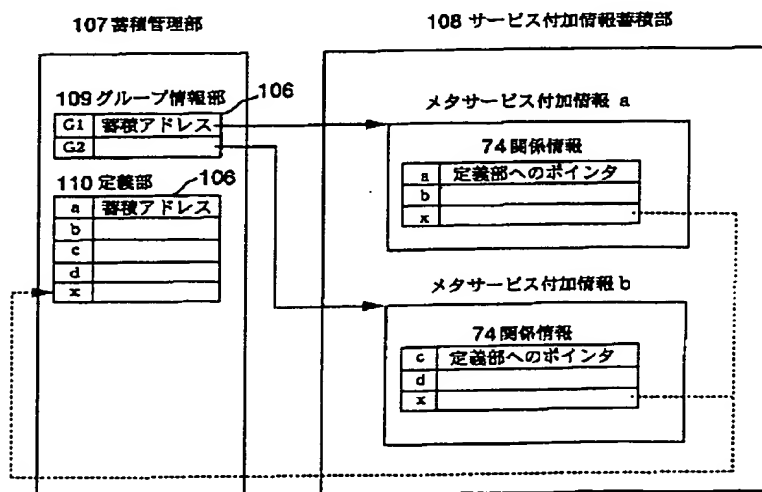 107 蓄積管理部
109 グループ情報部
106
G1 蓄積アドレス
G2
110 定義部
106
a 蓄積アドレス
b
c
d
x
108 サービス付加情報蓄積部
メタサービス付加情報 a
74 関係情報
a 定義部へのポインタ
b
x
メタサービス付加情報 b
74 関係情報
c 定義部へのポインタ
d
x